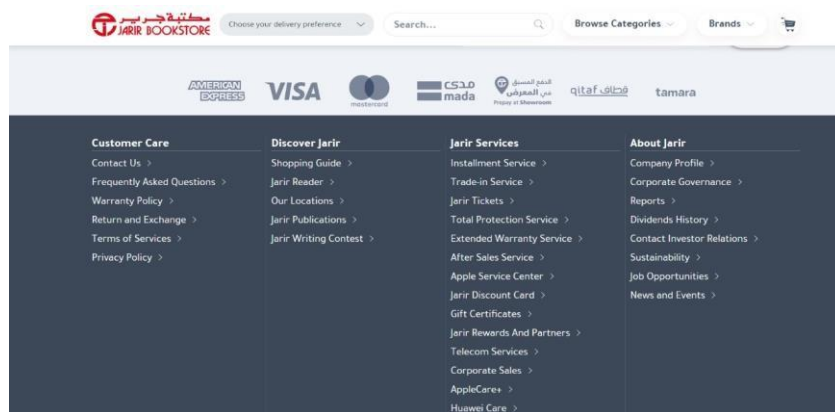 مكتبة جرير
JARIR BOOKSTORE
Choose your delivery preference
Search...
Browse Categories
Brands
AMERICAN
EXPRESS
VISA
mastercard
مدى
mada
الدفع المسبق
في المعرض
Prepay at Showroom
qitaf قطاف
tamara
Customer Care
Contact Us >
Frequently Asked Questions >
Warranty Policy >
Return and Exchange >
Terms of Services >
Privacy Policy >
Discover Jarir
Shopping Guide >
Jarir Reader >
Our Locations >
Jarir Publications >
Jarir Writing Contest >
Jarir Services
Installment Service >
Trade-in Service >
Jarir Tickets >
Total Protection Service >
Extended Warranty Service >
After Sales Service >
Apple Service Center >
Jarir Discount Card >
Gift Certificates >
Jarir Rewards And Partners >
Telecom Services >
Corporate Sales >
AppleCare+ >
Huawei Care >
About Jarir
Company Profile >
Corporate Governance >
Reports >
Dividends History >
Contact Investor Relations >
Sustainability >
Job Opportunities >
News and Events >